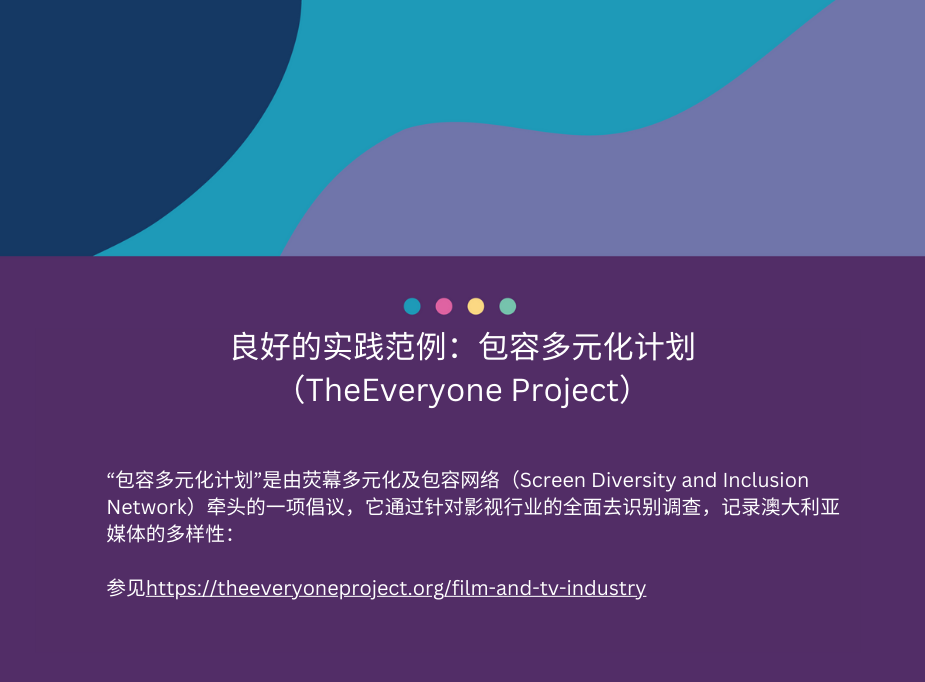 良好的实践范例：包容多元化计划
（TheEveryone Project）
“包容多元化计划”是由荧幕多元化及包容网络（Screen Diversity and Inclusion
Network）牵头的一项倡议，它通过针对影视行业的全面去识别调查，记录澳大利亚
媒体的多样性：
参见https://theeveryoneproject.org/film-and-tv-industry